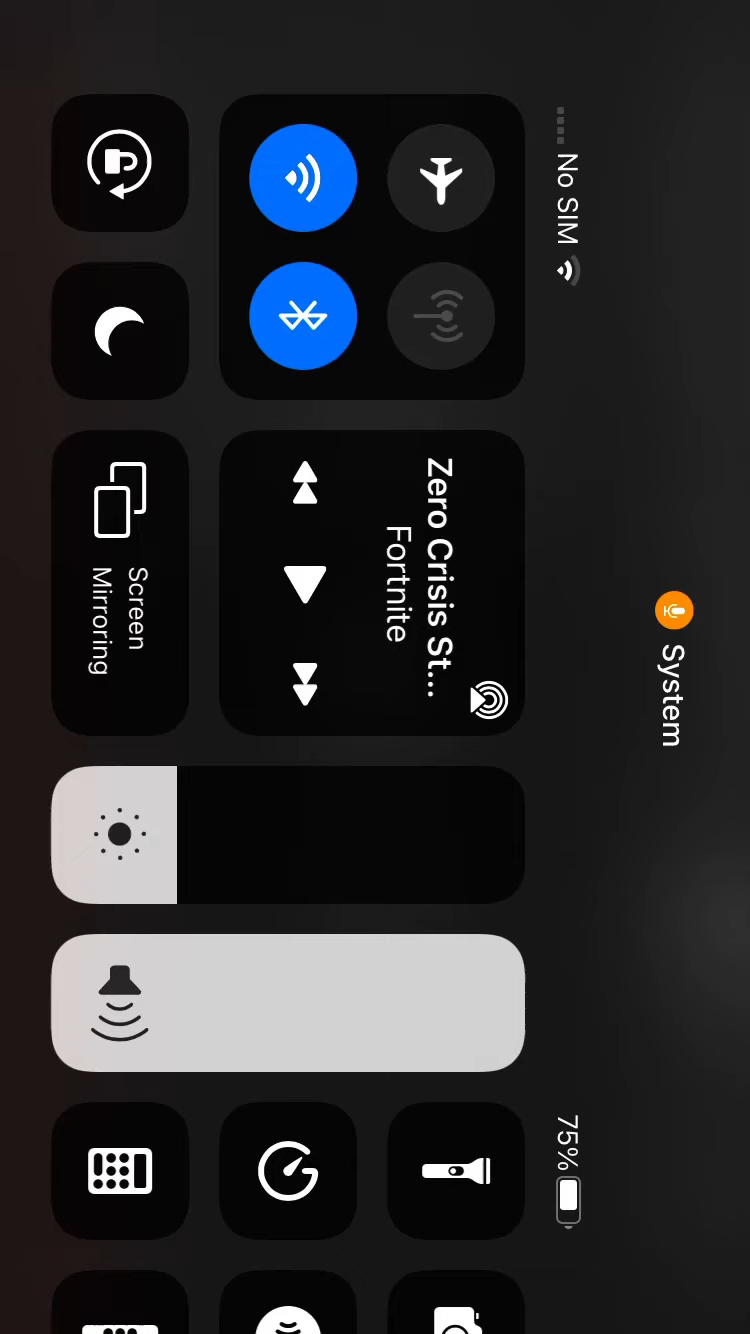 System
No SIM
75%
Zero Crisis St...
Fortnite
Screen
Mirroring